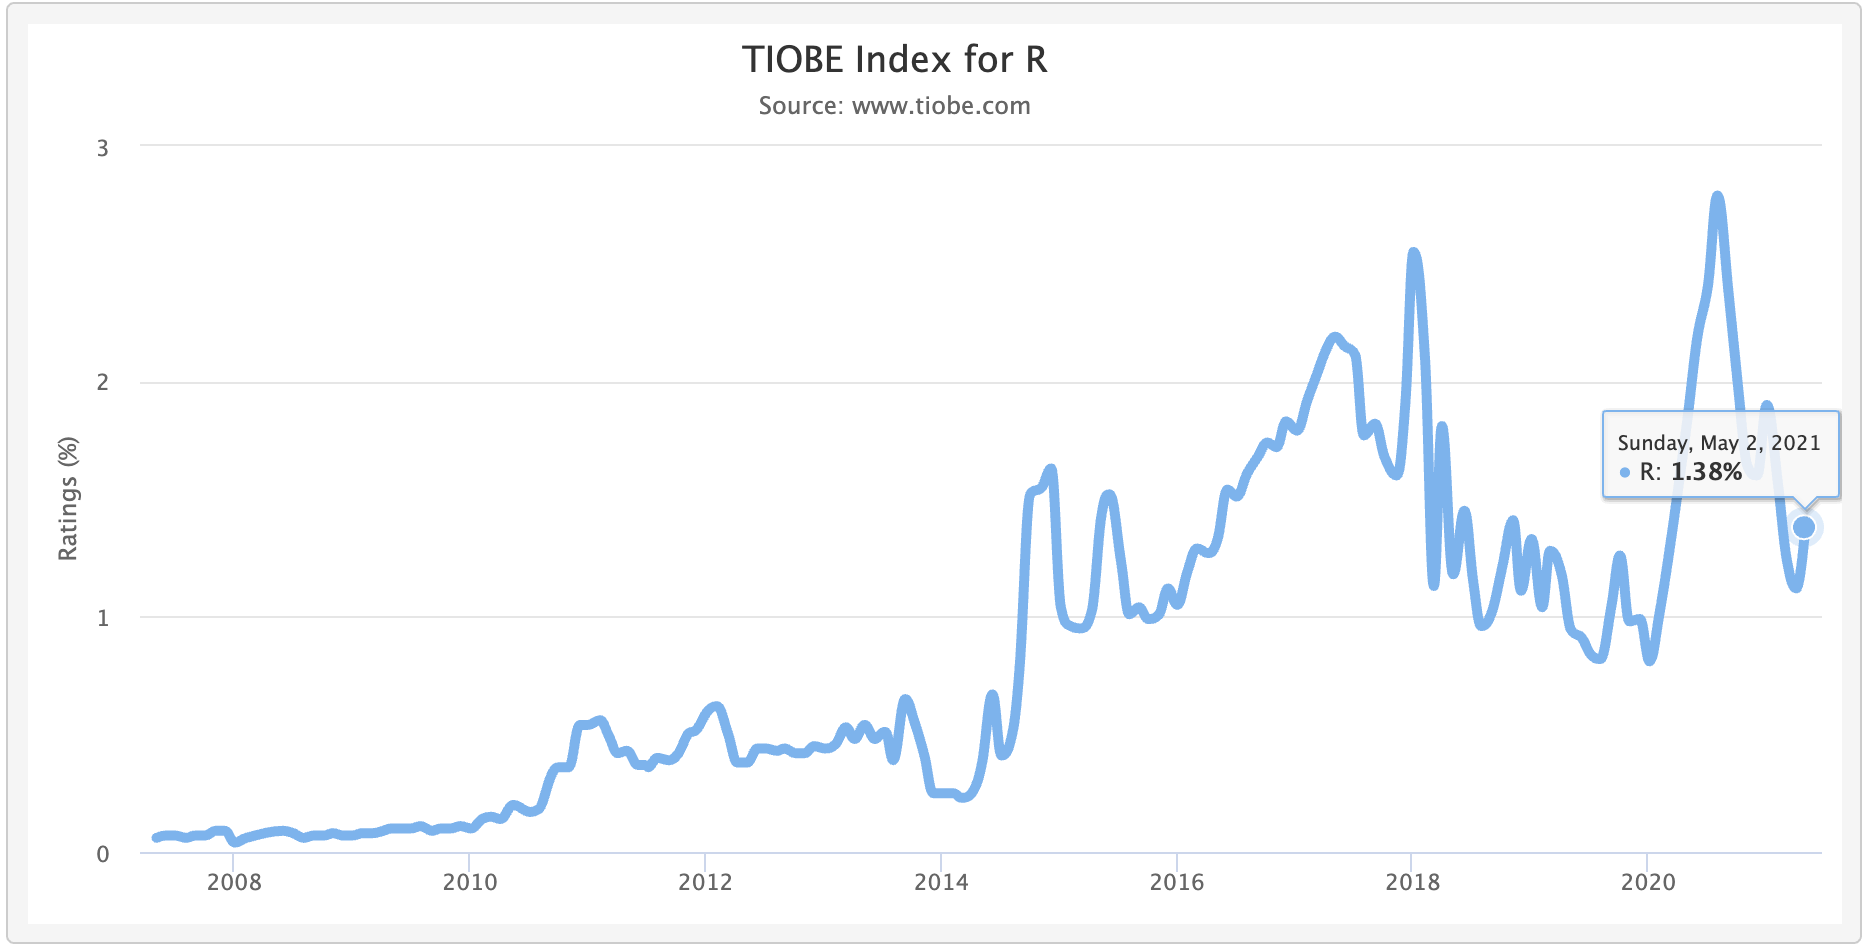 TIOBE Index for R
Source: www.tiobe.com
Ratings (%)
3
2
1
0
Sunday, May 2, 2021
R: 1.38%
2008 2010 2012 2014 2016 2018 2020